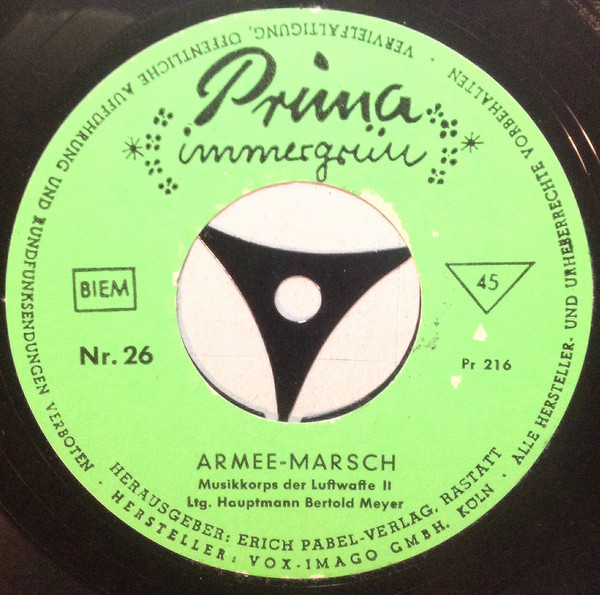 Prima
immergrün
BIEM
45
Nr. 26
Pr 216
ARMEE-MARSCH
Musikkorps der Luftwaffe II
Ltg. Hauptmann Bertold Meyer
HERAUSGEBER: ERICH PABEL-VERLAG, RASTATT
· HERSTELLER: VOX-IMAGO GMBH. KÖLN ·
ALLE HERSTELLER- UND URHEBERRECHTE VORBEHALTEN · VERVIELFÄLTIGUNG, ÖFFENTLICHE AUFFÜHRUNG UND RUNDFUNKSENDUNGEN VERBOTEN